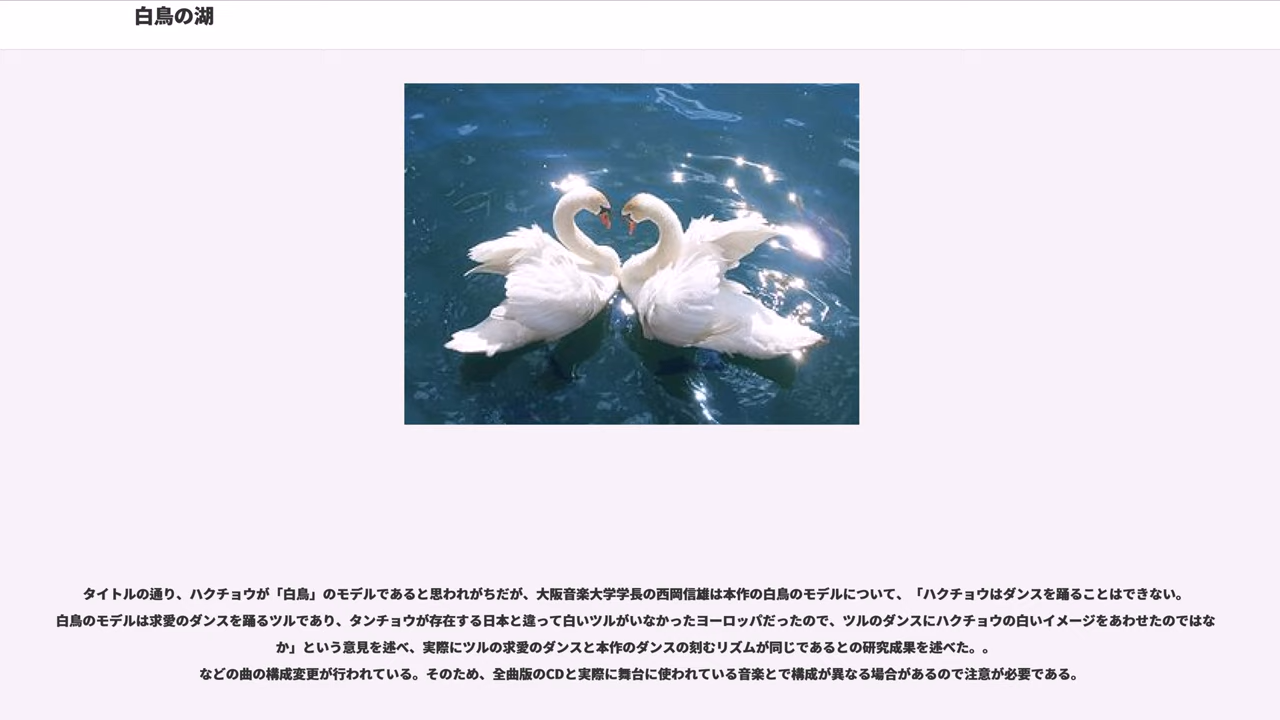 白鳥の湖
タイトルの通り、ハクチョウが「白鳥」のモデルであると思われがちだが、大阪音楽大学学長の西岡信雄は本作の白鳥のモデルについて、「ハクチョウはダンスを踊ることはできない。
白鳥のモデルは求愛のダンスを踊るツルであり、タンチョウが存在する日本と違って白いツルがいなかったヨーロッパだったので、ツルのダンスにハクチョウの白いイメージをあわせたのではな
か」という意見を述べ、実際にツルの求愛のダンスと本作のダンスの刻むリズムが同じであるとの研究成果を述べた。。
などの曲の構成変更が行われている。そのため、全曲版のCDと実際に舞台に使われている音楽とで構成が異なる場合があるので注意が必要である。